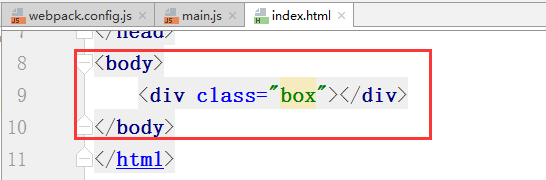 webpack.config.js main.js index.html
7 </head>
8 <body>
9 <div class="box"></div>
10 </body>
11 </html>